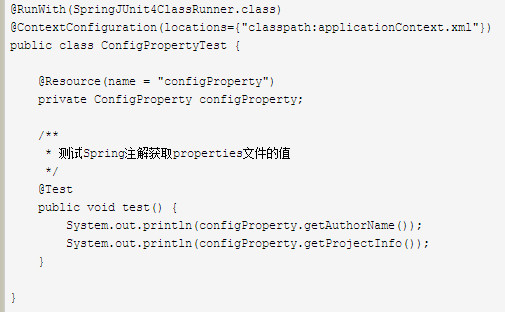 @RunWith(SpringJUnit4ClassRunner.class)
@ContextConfiguration(locations={"classpath:applicationContext.xml"})
public class ConfigPropertyTest {
@Resource(name = "configProperty")
private ConfigProperty configProperty;
/**
* 测试Spring注解获取properties文件的值
*/
@Test
public void test() {
System.out.println(configProperty.getAuthorName());
System.out.println(configProperty.getProjectInfo());
}
}